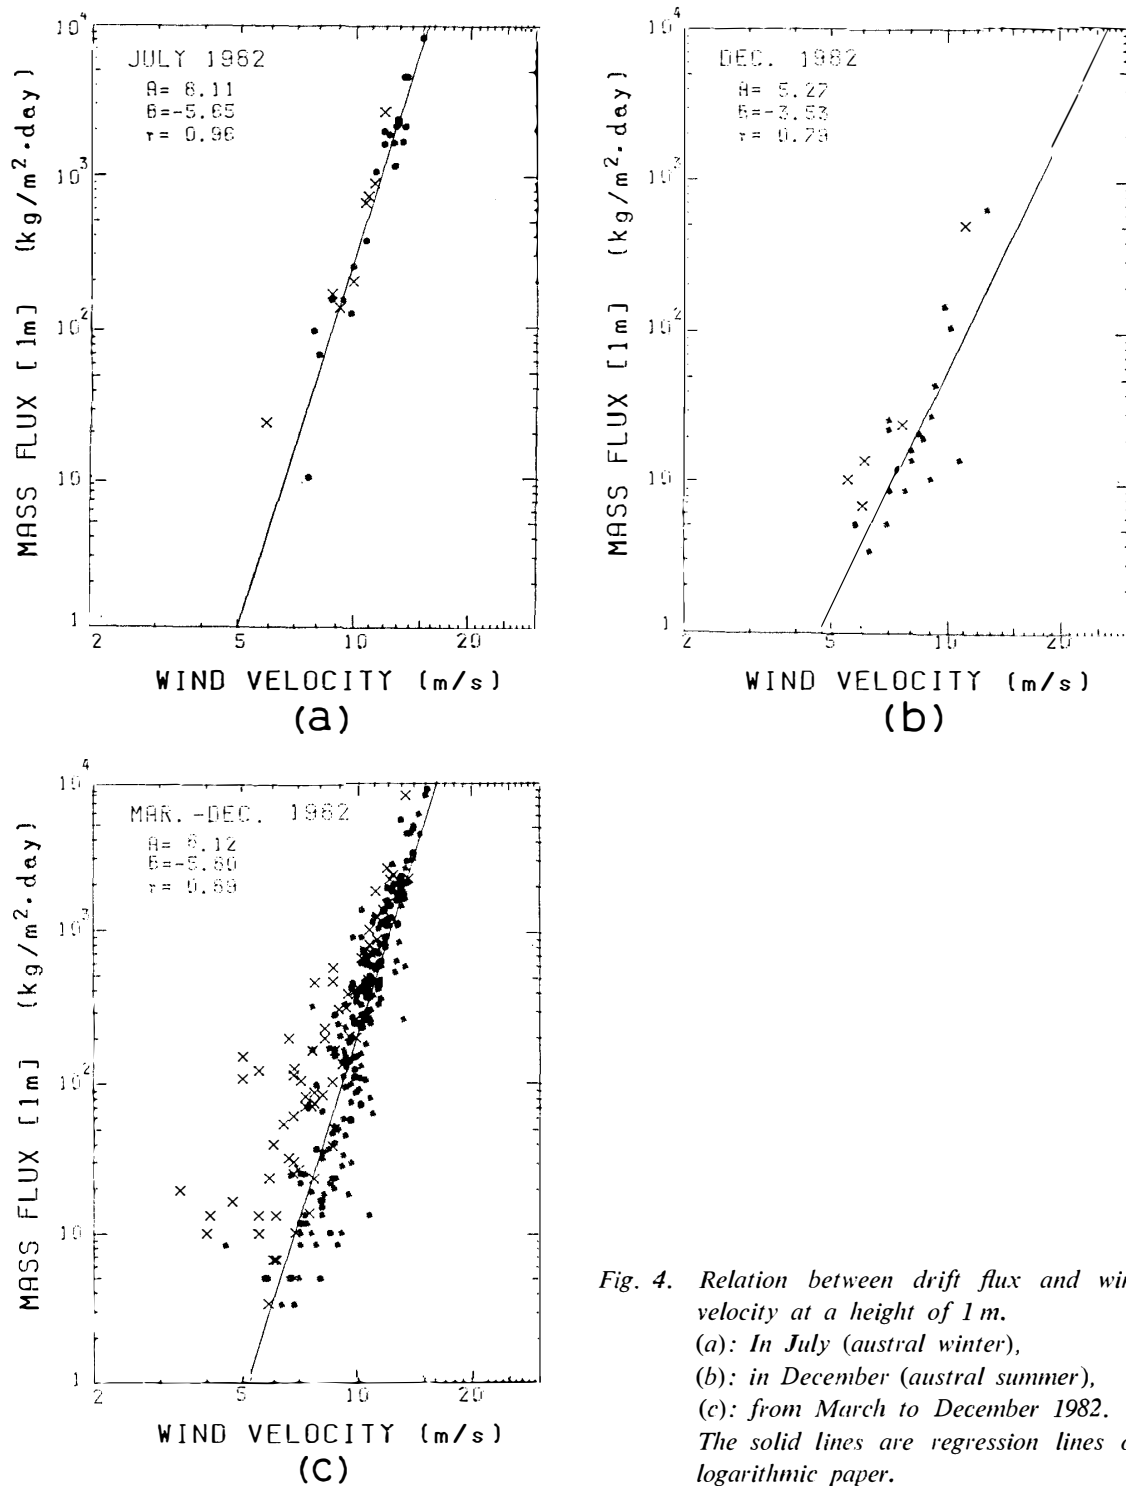 10⁴
10³
10²
10
1
2
5
10
20
MASS FLUX [1m] (kg/m²·day)
JULY 1982
A= 6.11
B=-5.65
r= 0.96
WIND VELOCITY (m/s)
(a)
10⁴
10³
10²
10
1
2
5
10
20
MASS FLUX [1m] (kg/m²·day)
DEC. 1982
A= 5.27
B=-3.53
r= 0.79
WIND VELOCITY (m/s)
(b)
10⁴
10³
10²
10
1
2
5
10
20
MASS FLUX [1m] (kg/m²·day)
MAR.-DEC. 1982
A= 6.12
B=-5.80
r= 0.89
WIND VELOCITY (m/s)
(c)
Fig. 4. Relation between drift flux and win
velocity at a height of 1 m.
(a): In July (austral winter),
(b): in December (austral summer),
(c): from March to December 1982.
The solid lines are regression lines o
logarithmic paper.